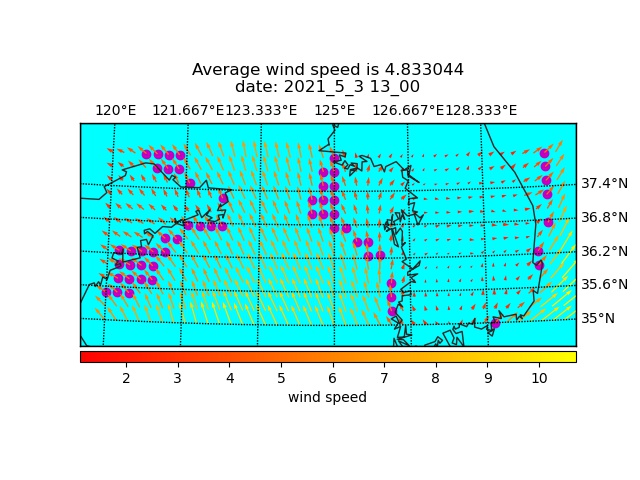 Average wind speed is 4.833044
date: 2021_5_3 13_00
120°E 121.667°E 123.333°E 125°E 126.667°E 128.333°E
37.4°N
36.8°N
36.2°N
35.6°N
35°N
2 3 4 5 6 7 8 9 10
wind speed